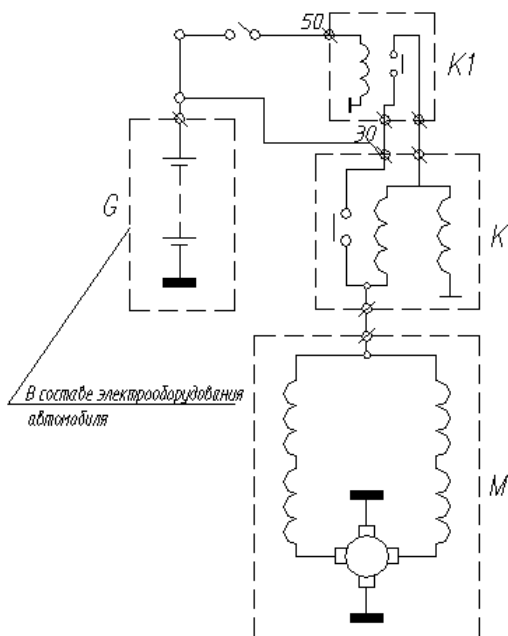 50
K1
30
G
K
В составе электрооборудования
автомобиля
M